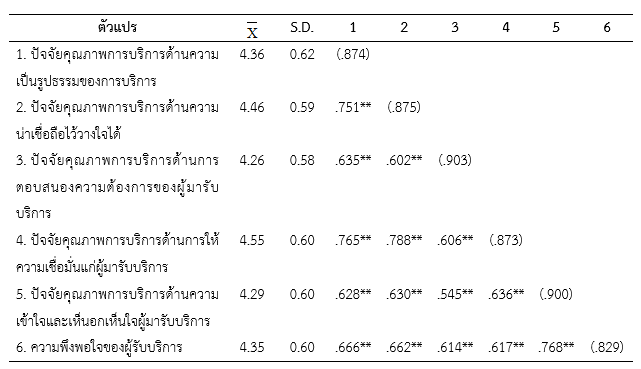 ตัวแปร X̄ S.D. 1 2 3 4 5 6
1. ปัจจัยคุณภาพการบริการด้านความ 4.36 0.62 (.874)
เป็นรูปธรรมของการบริการ
2. ปัจจัยคุณภาพการบริการด้านความ 4.46 0.59 .751** (.875)
น่าเชื่อถือไว้วางใจได้
3. ปัจจัยคุณภาพการบริการด้านการ 4.26 0.58 .635** .602** (.903)
ตอบสนองความต้องการของผู้มารับ
บริการ
4. ปัจจัยคุณภาพการบริการด้านการให้ 4.55 0.60 .765** .788** .606** (.873)
ความเชื่อมั่นแก่ผู้มารับบริการ
5. ปัจจัยคุณภาพการบริการด้านความ 4.29 0.60 .628** .630** .545** .636** (.900)
เข้าใจและเห็นอกเห็นใจผู้มารับบริการ
6. ความพึงพอใจของผู้รับบริการ 4.35 0.60 .666** .662** .614** .617** .768** (.829)